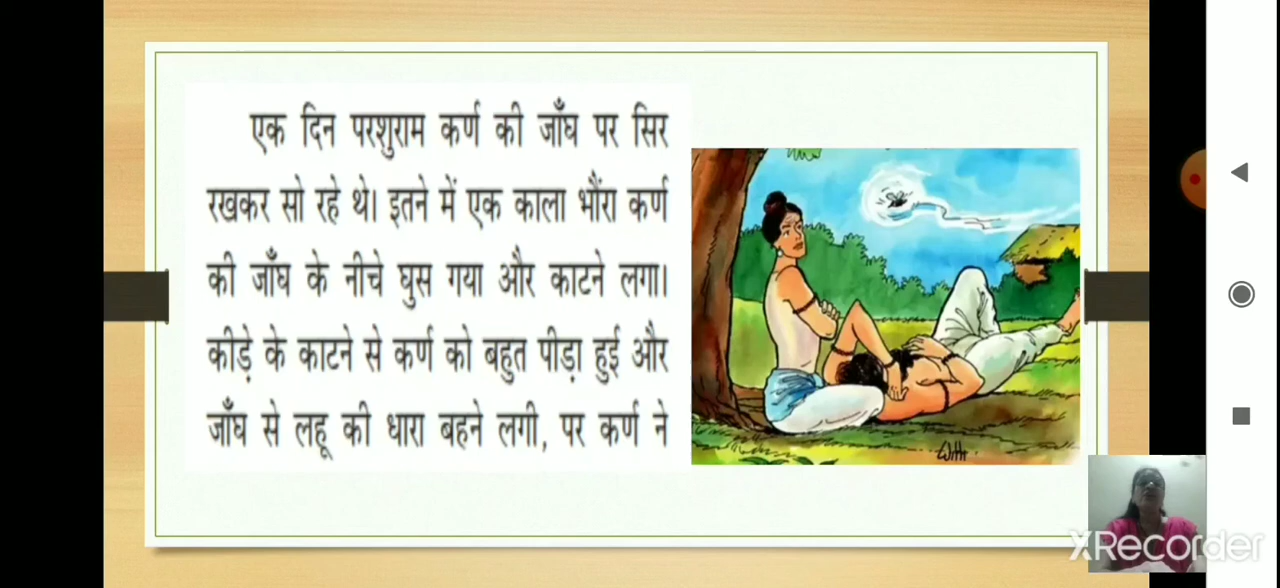 एक दिन परशुराम कर्ण की जाँघ पर सिर
रखकर सो रहे थे। इतने में एक काला भौंरा कर्ण
की जाँघ के नीचे घुस गया और काटने लगा।
कीड़े के काटने से कर्ण को बहुत पीड़ा हुई और
जाँघ से लहू की धारा बहने लगी, पर कर्ण ने
XRecorder